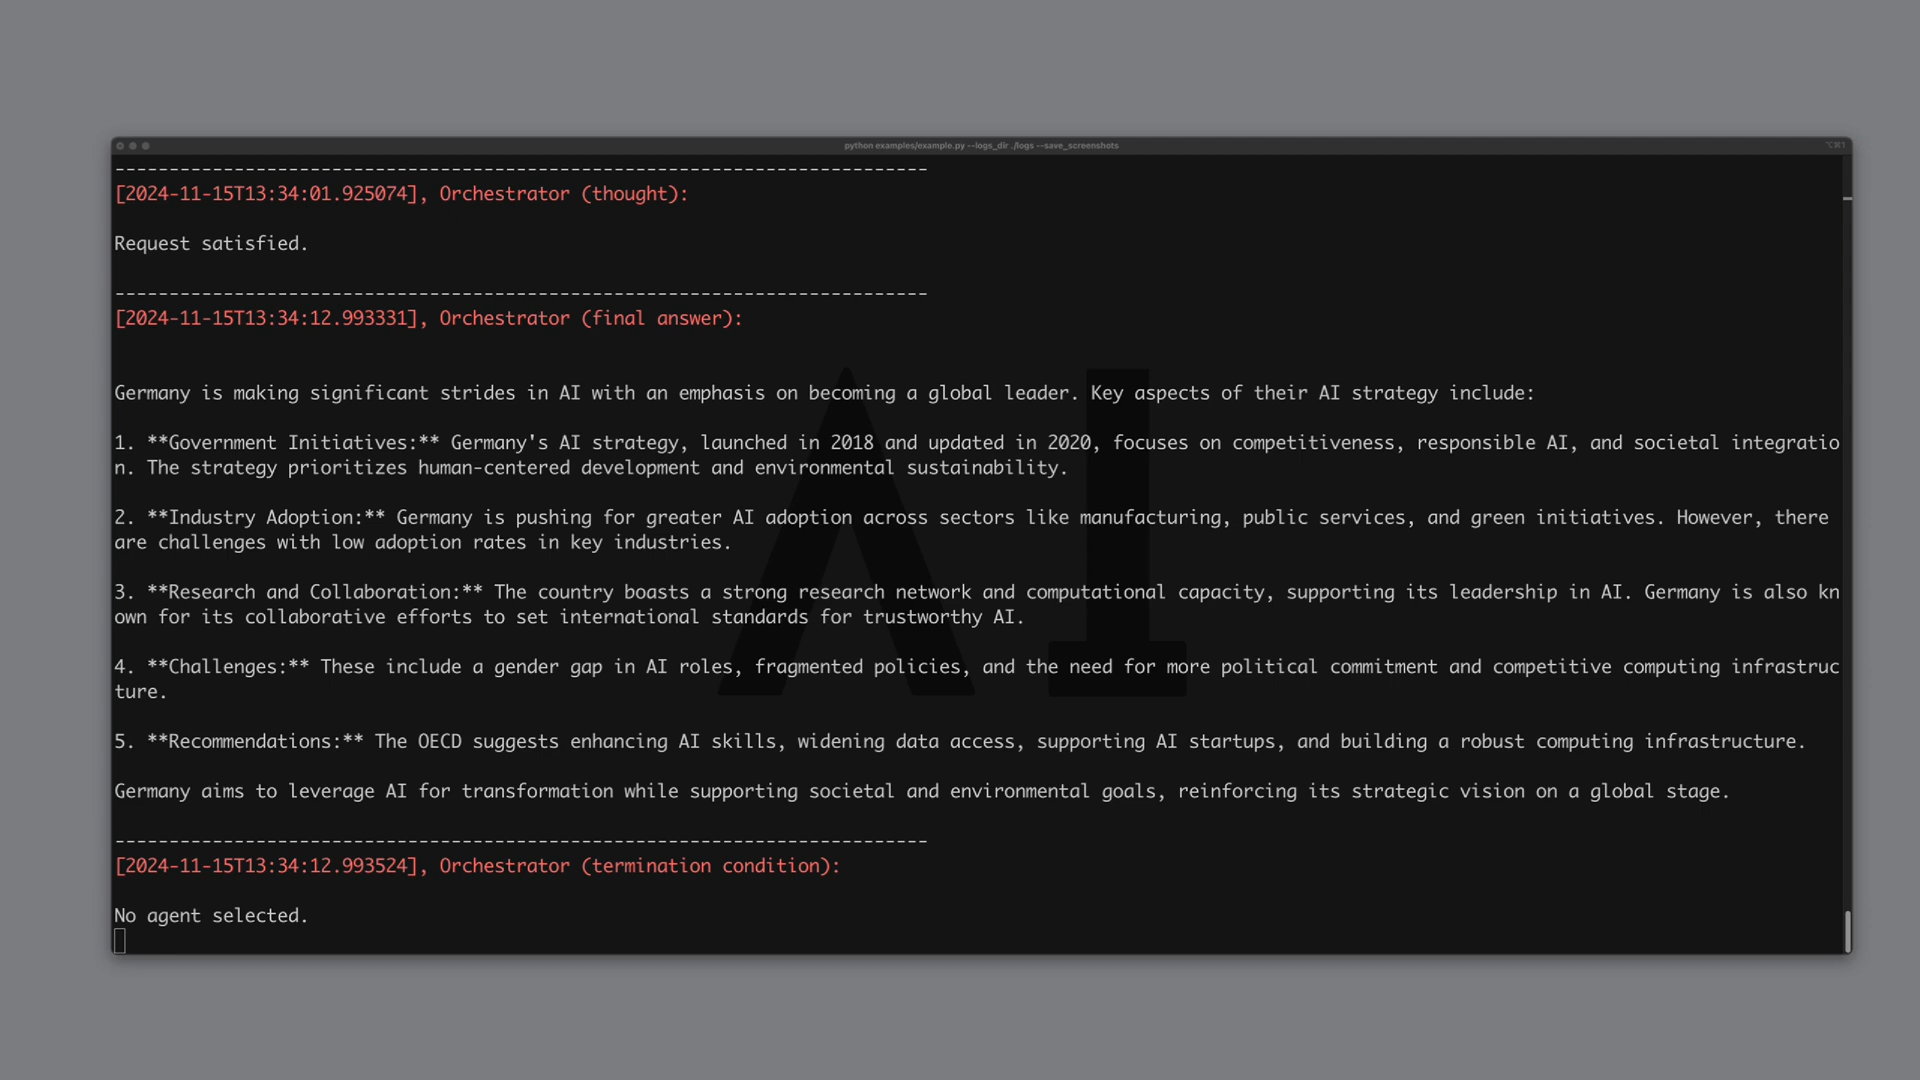 python examples/example.py --logs_dir ./logs --save_screenshots
⌥⌘1
---------------------------------------------------------------------------
[2024-11-15T13:34:01.925074], Orchestrator (thought):
Request satisfied.
---------------------------------------------------------------------------
[2024-11-15T13:34:12.993331], Orchestrator (final answer):
Germany is making significant strides in AI with an emphasis on becoming a global leader. Key aspects of their AI strategy include:
1. **Government Initiatives:** Germany's AI strategy, launched in 2018 and updated in 2020, focuses on competitiveness, responsible AI, and societal integratio
n. The strategy prioritizes human-centered development and environmental sustainability.
2. **Industry Adoption:** Germany is pushing for greater AI adoption across sectors like manufacturing, public services, and green initiatives. However, there
are challenges with low adoption rates in key industries.
3. **Research and Collaboration:** The country boasts a strong research network and computational capacity, supporting its leadership in AI. Germany is also kn
own for its collaborative efforts to set international standards for trustworthy AI.
4. **Challenges:** These include a gender gap in AI roles, fragmented policies, and the need for more political commitment and competitive computing infrastruc
ture.
5. **Recommendations:** The OECD suggests enhancing AI skills, widening data access, supporting AI startups, and building a robust computing infrastructure.
Germany aims to leverage AI for transformation while supporting societal and environmental goals, reinforcing its strategic vision on a global stage.
---------------------------------------------------------------------------
[2024-11-15T13:34:12.993524], Orchestrator (termination condition):
No agent selected.
AI